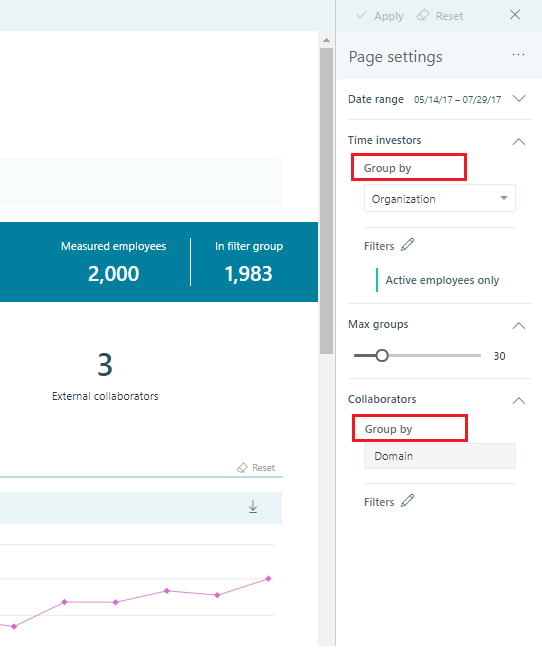 Apply Reset
Page settings
Date range 05/14/17 – 07/29/17
Time investors
Group by
Organization
Filters
Active employees only
Max groups
30
Collaborators
Group by
Domain
Filters
Measured employees In filter group
2,000 1,983
3
External collaborators
Reset